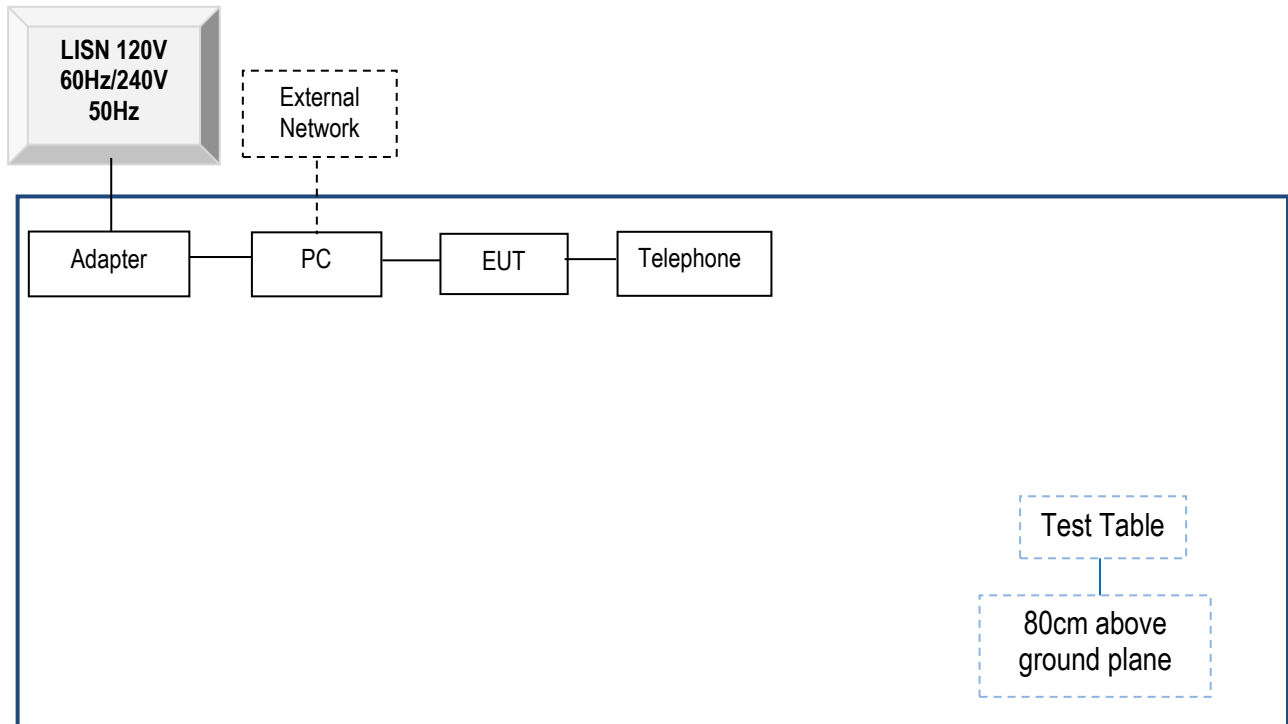 LISN 120V
60Hz/240V
50Hz
External
Network
Adapter
PC
EUT
Telephone
Test Table
80cm above
ground plane